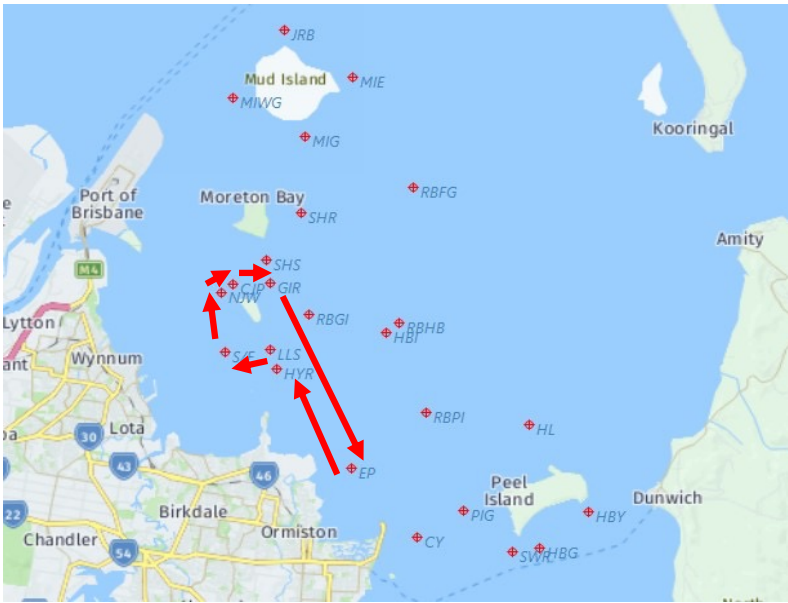 JRB
Mud Island
MIE
MIWG
Kooringal
MIG
Port of
Brisbane
Moreton Bay
RBFG
SHR
e
Amity
SHS
M4
CJP
GIR
NJW
RBGI
Lytton
RBHB
HBI
S/F
LLS
Wynnum
ant
HYR
RBPI
Lota
HL
oa
30
43
46
EP
Peel
Island
Dunwich
22
Birkdale
PIG
HBY
Ormiston
Chandler
CY
54
SWR
HBG